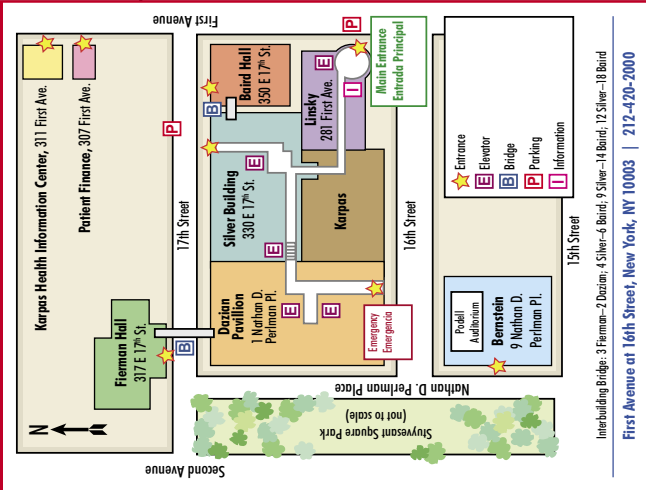 First Avenue
Karpas Health Information Center, 311 First Ave.
Patient Finance, 307 First Ave.
P
17th Street
Fierman Hall
317 E 17th St.
B
N
Second Avenue
Baird Hall
350 E 17th St.
B
Linsky
281 First Ave.
E
I
P
Main Entrance
Entrada Principal
Silver Building
330 E 17th St.
E
Karpas
E
Dazian
Pavilion
1 Nathan D.
Perlman Pl.
E
E
Emergency
Emergencia
16th Street
Nathan D. Perlman Place
Stuyvesant Square Park
(not to scale)
Podell
Auditorium
Bernstein
9 Nathan D.
Perlman Pl.
15th Street
Entrance
E Elevator
B Bridge
P Parking
I Information
Interbuilding Bridge: 3 Fierman–2 Dazian; 4 Silver–6 Baird; 9 Silver–14 Baird; 12 Silver–18 Baird
First Avenue at 16th Street, New York, NY 10003 | 212-420-2000